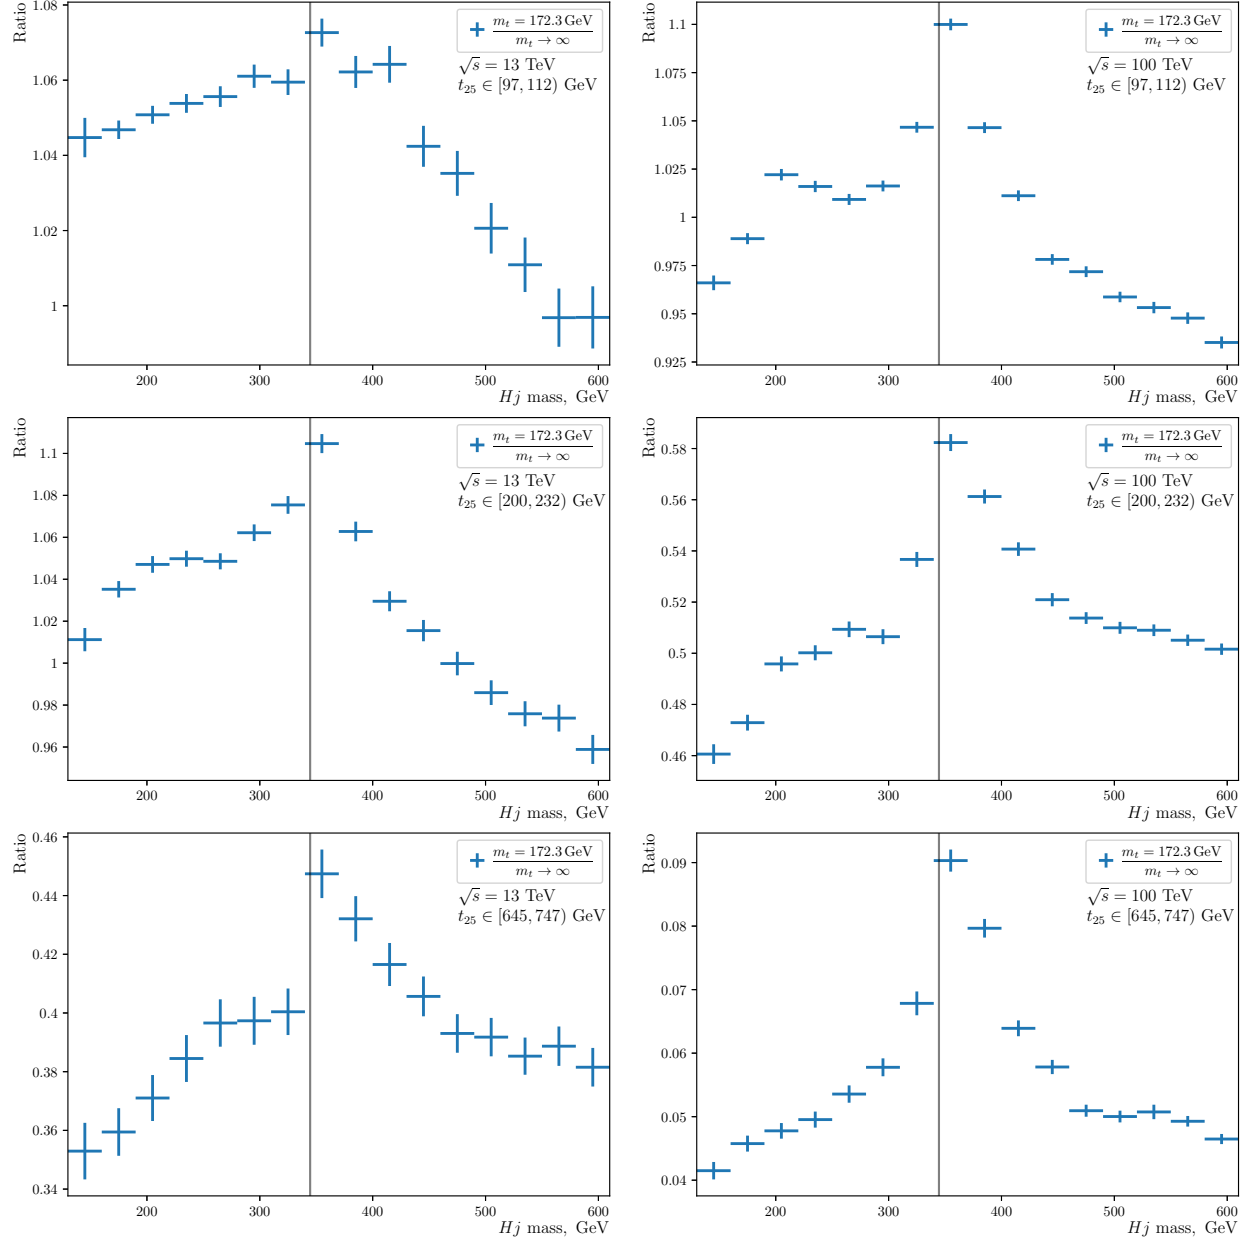 Ratio
1.08
1.06
1.04
1.02
1
200
300
400
500
600
Hj mass, GeV
m_t = 172.3 GeV
m_t → ∞
√s = 13 TeV
t_25 ∈ [97, 112) GeV
Ratio
1.1
1.075
1.05
1.025
1
0.975
0.95
0.925
200
300
400
500
600
Hj mass, GeV
m_t = 172.3 GeV
m_t → ∞
√s = 100 TeV
t_25 ∈ [97, 112) GeV
Ratio
1.1
1.08
1.06
1.04
1.02
1
0.98
0.96
200
300
400
500
600
Hj mass, GeV
m_t = 172.3 GeV
m_t → ∞
√s = 13 TeV
t_25 ∈ [200, 232) GeV
Ratio
0.58
0.56
0.54
0.52
0.5
0.48
0.46
200
300
400
500
600
Hj mass, GeV
m_t = 172.3 GeV
m_t → ∞
√s = 100 TeV
t_25 ∈ [200, 232) GeV
Ratio
0.46
0.44
0.42
0.4
0.38
0.36
0.34
200
300
400
500
600
Hj mass, GeV
m_t = 172.3 GeV
m_t → ∞
√s = 13 TeV
t_25 ∈ [645, 747) GeV
Ratio
0.09
0.08
0.07
0.06
0.05
0.04
200
300
400
500
600
Hj mass, GeV
m_t = 172.3 GeV
m_t → ∞
√s = 100 TeV
t_25 ∈ [645, 747) GeV